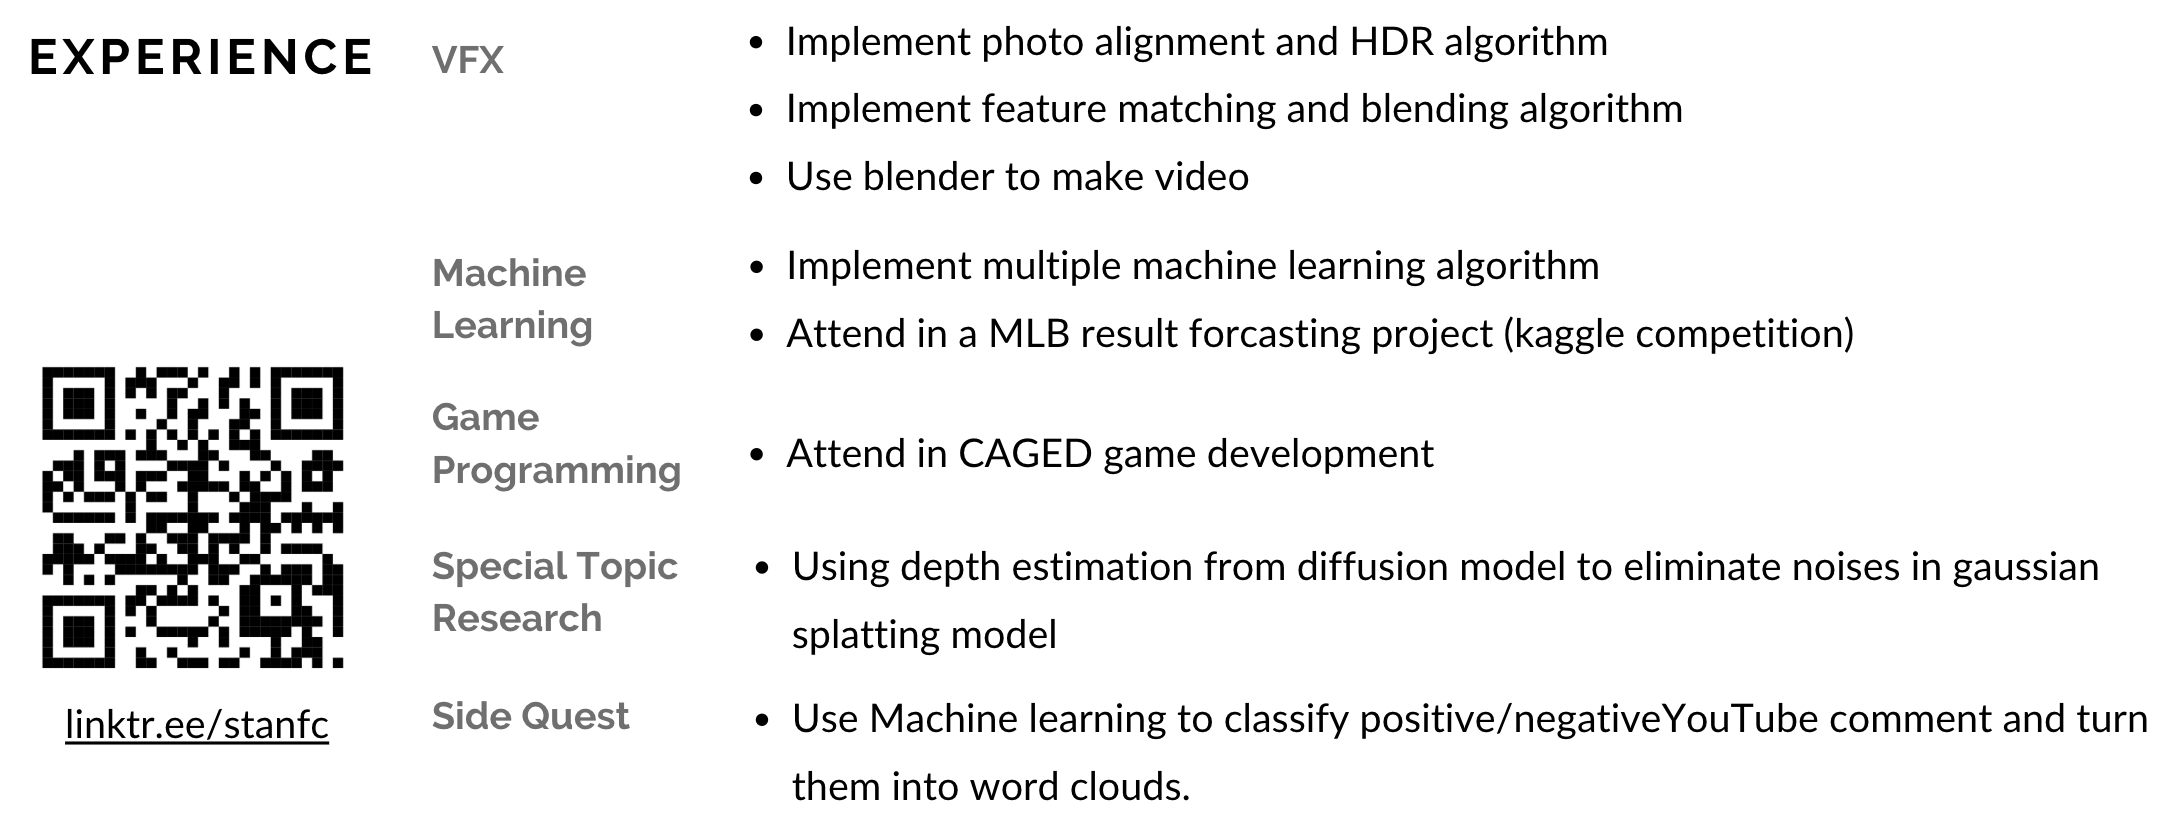 EXPERIENCE
VFX
Implement photo alignment and HDR algorithm
Implement feature matching and blending algorithm
Use blender to make video
Machine
Learning
Implement multiple machine learning algorithm
Attend in a MLB result forcasting project (kaggle competition)
Game
Programming
Attend in CAGED game development
Special Topic
Research
Using depth estimation from diffusion model to eliminate noises in gaussian
splatting model
Side Quest
Use Machine learning to classify positive/negativeYouTube comment and turn
them into word clouds.
linktr.ee/stanfc